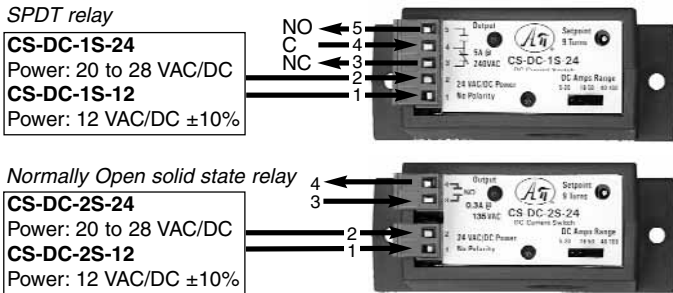 SPDT relay
CS-DC-1S-24
Power: 20 to 28 VAC/DC
CS-DC-1S-12
Power: 12 VAC/DC ±10%
NO 5
C 4
NC 3
2
1
5
4
3
2
1
Output
5A @
240VAC
24 VAC/DC Power
No Polarity
Setpoint
9 Turns
CS-DC-1S-24
DC Current Switch
DC Amps Range
Normally Open solid state relay
CS-DC-2S-24
Power: 20 to 28 VAC/DC
CS-DC-2S-12
Power: 12 VAC/DC ±10%
4
3
2
1
Output
NO
0.3A @
135 VAC
24 VAC/DC Power
No Polarity
Setpoint
9 Turns
CS DC-2S-24
DC Current Switch
DC Amps Range